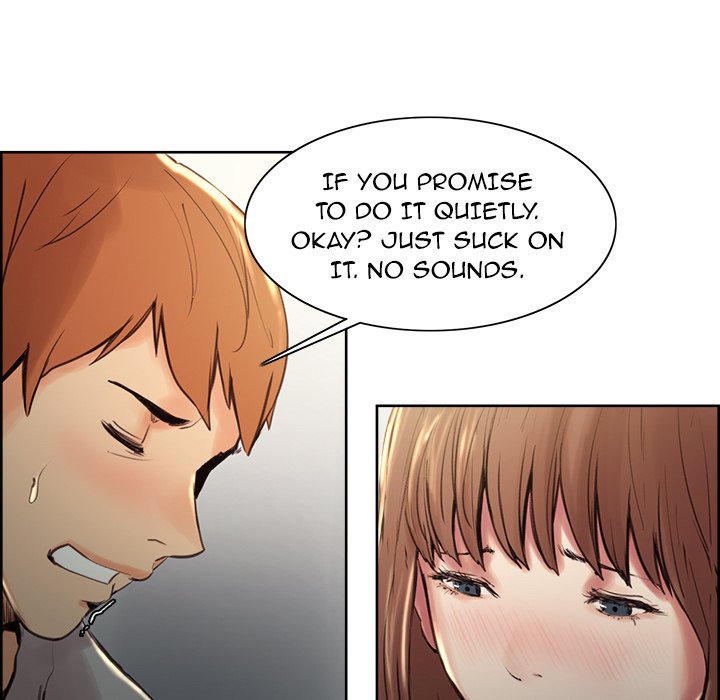 IF YOU PROMISE
TO DO IT QUIETLY.
OKAY? JUST SUCK ON
IT. NO SOUNDS.